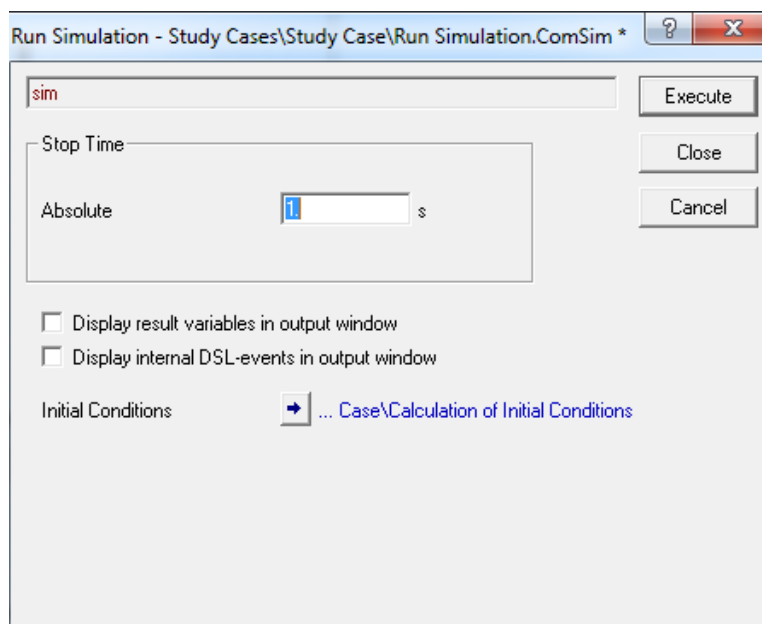 Run Simulation - Study Cases\Study Case\Run Simulation.ComSim *
sim
Execute
Stop Time
Close
Absolute 1. s
Cancel
Display result variables in output window
Display internal DSL-events in output window
Initial Conditions ... Case\Calculation of Initial Conditions